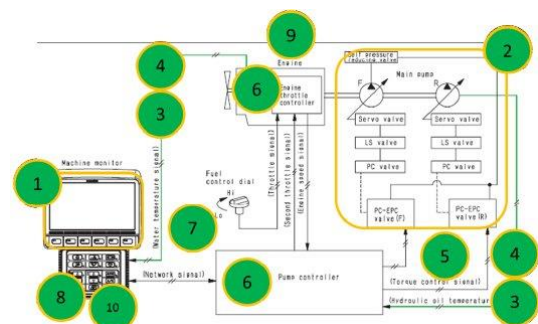 9
Engine
4
2
Self pressure
inducing valve
6
Engine
throttle
controller
F
Main pump
R
3
Servo valve
Servo valve
LS valve
LS valve
PC valve
PC valve
Machine monitor
1
(Water temperature signal)
Fuel
control dial
Hi
Lo
(Throttle signal)
(Second throttle signal)
(Engine speed signal)
7
PC-EPC
valve(F)
PC-EPC
valve(R)
5
4
8
10
(Network signal)
6
Pump controller
(Torque control signal)
(Hydraulic oil temperature
3